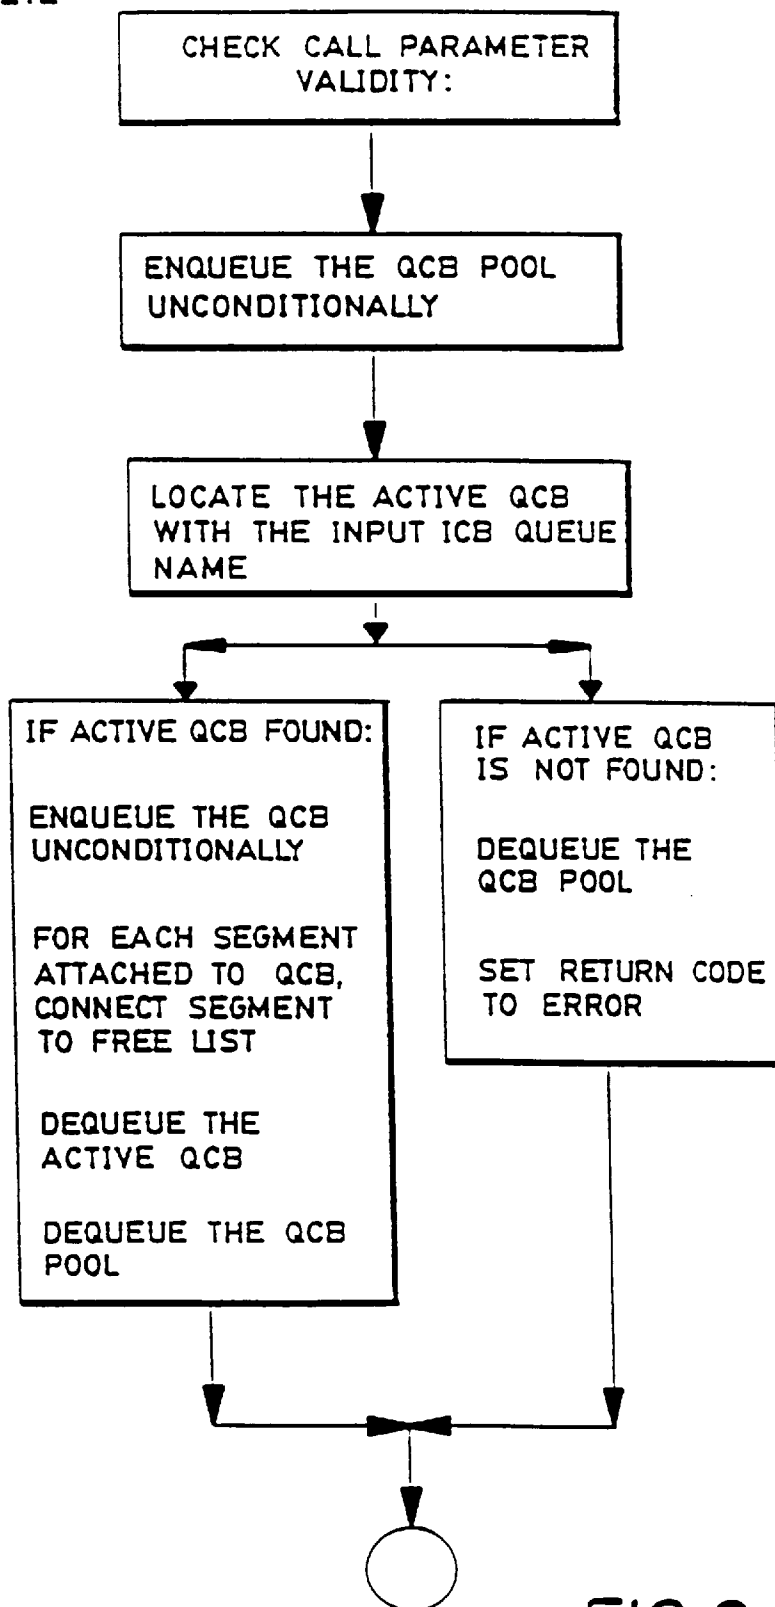 CHECK CALL PARAMETER
VALIDITY:
ENQUEUE THE QCB POOL
UNCONDITIONALLY
LOCATE THE ACTIVE QCB
WITH THE INPUT ICB QUEUE
NAME
IF ACTIVE QCB FOUND:
ENQUEUE THE QCB
UNCONDITIONALLY
FOR EACH SEGMENT
ATTACHED TO QCB,
CONNECT SEGMENT
TO FREE LIST
DEQUEUE THE
ACTIVE QCB
DEQUEUE THE QCB
POOL
IF ACTIVE QCB
IS NOT FOUND:
DEQUEUE THE
QCB POOL
SET RETURN CODE
TO ERROR